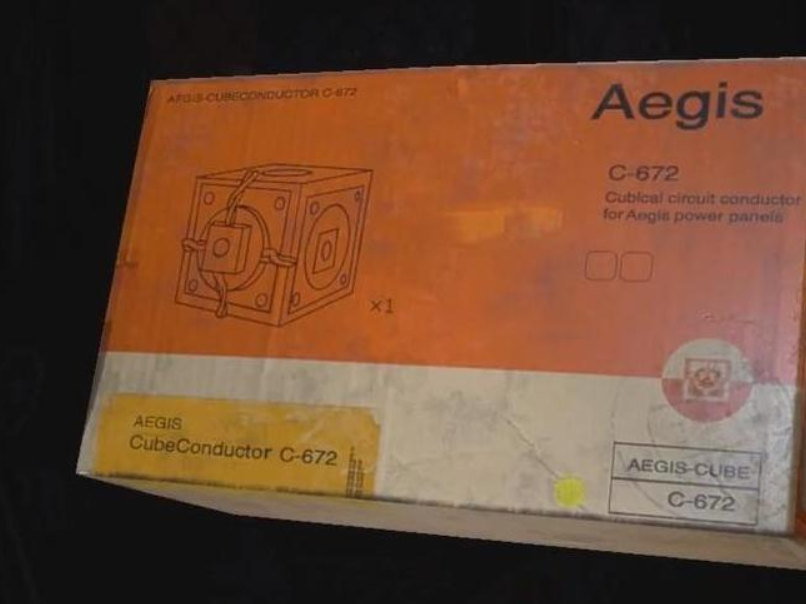 AEGIS-CUBECONDUCTOR C-672
Aegis
C-672
Cubical circuit conductor
for Aegis power panels
×1
AEGIS
CubeConductor C-672
AEGIS-CUBE
C-672